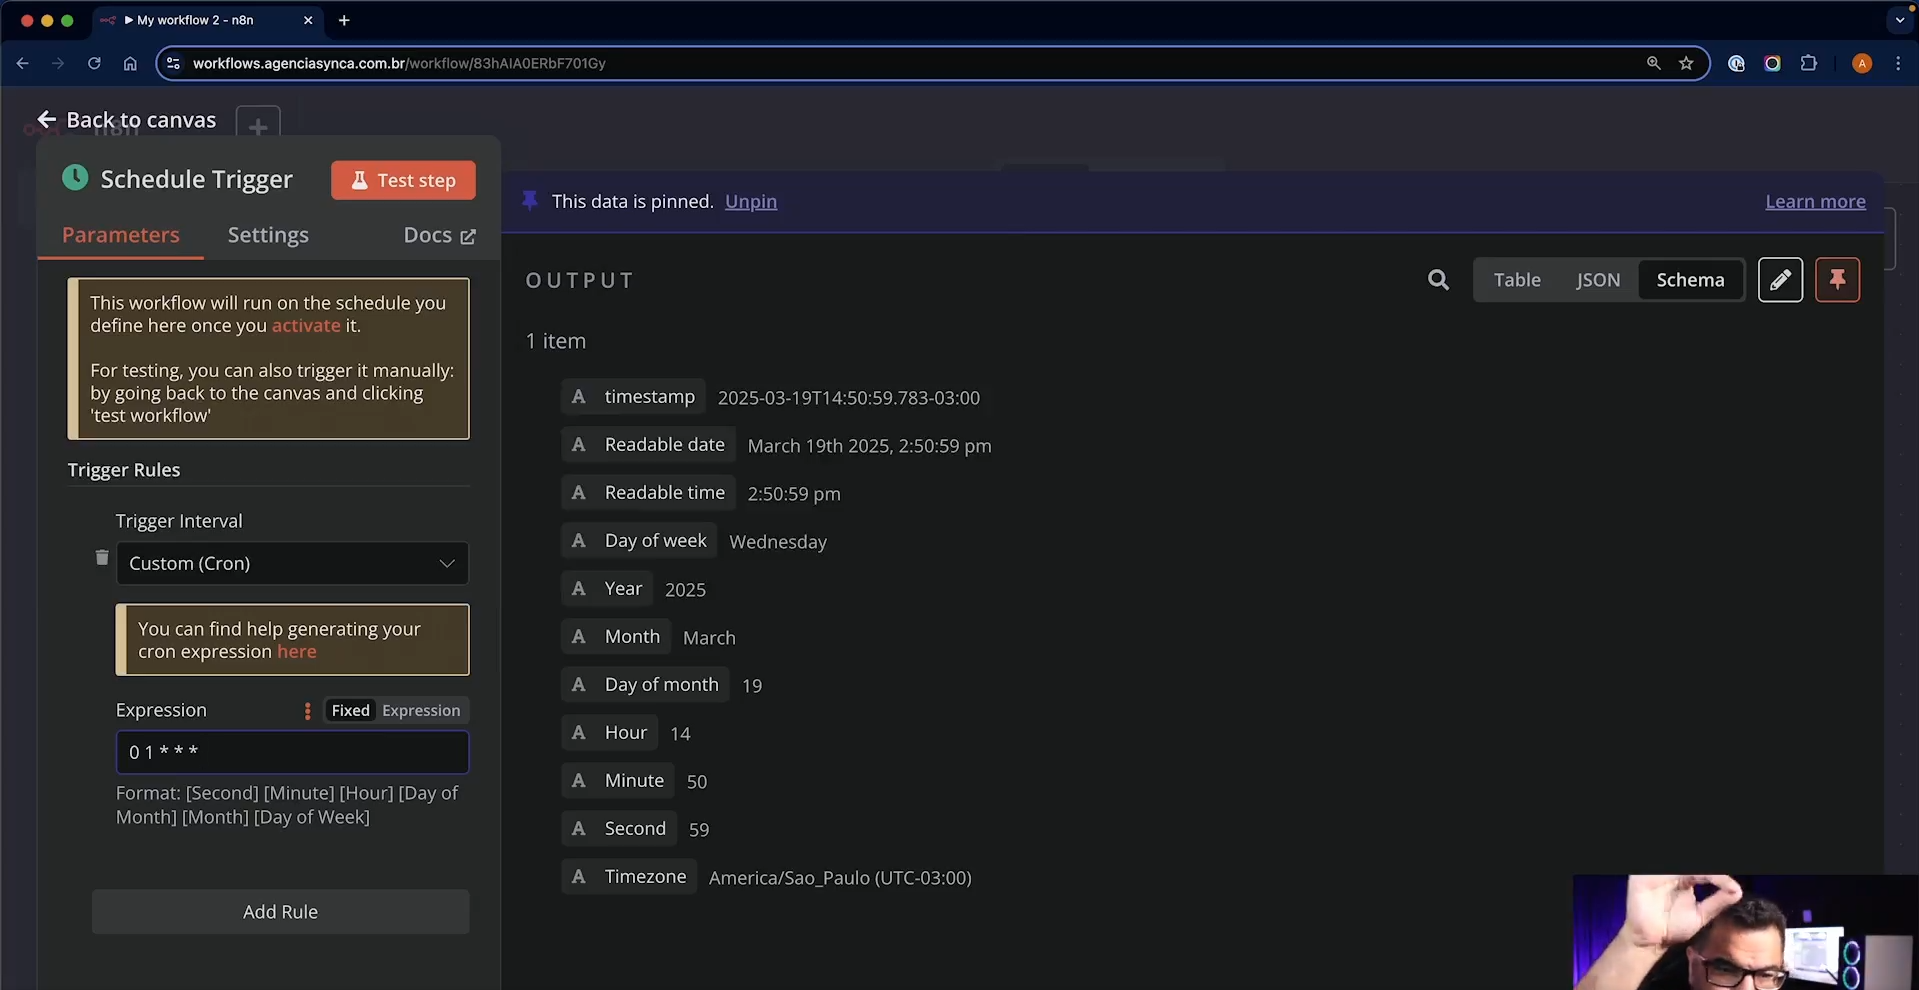 My workflow 2 - n8n
workflows.agenciasynca.com.br/workflow/83hAIA0ERbF701Gy
A
Back to canvas
n8n
Schedule Trigger
Test step
Parameters
Settings
Docs
This workflow will run on the schedule you
define here once you activate it.
For testing, you can also trigger it manually:
by going back to the canvas and clicking
'test workflow'
Trigger Rules
Trigger Interval
Custom (Cron)
You can find help generating your
cron expression here
Expression
Fixed Expression
0 1 * * *
Format: [Second] [Minute] [Hour] [Day of
Month] [Month] [Day of Week]
Add Rule
This data is pinned. Unpin
Learn more
OUTPUT
Table JSON Schema
1 item
A timestamp 2025-03-19T14:50:59.783-03:00
A Readable date March 19th 2025, 2:50:59 pm
A Readable time 2:50:59 pm
A Day of week Wednesday
A Year 2025
A Month March
A Day of month 19
A Hour 14
A Minute 50
A Second 59
A Timezone America/Sao_Paulo (UTC-03:00)